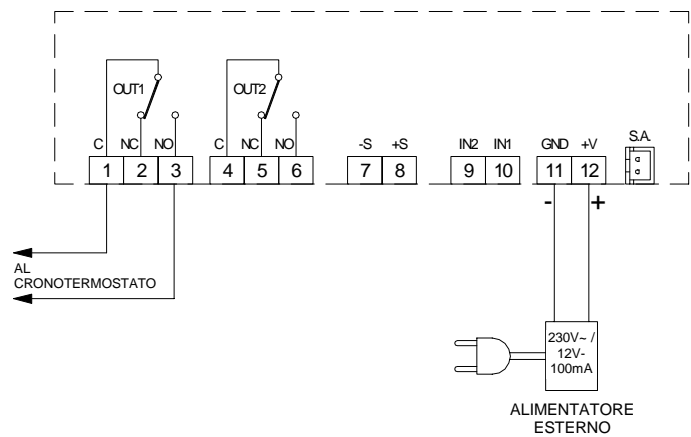 OUT1 OUT2
C NC NO C NC NO -S +S IN2 IN1 GND +V S.A.
1 2 3 4 5 6 7 8 9 10 11 12
- +
AL
CRONOTERMOSTATO
230V~ /
12V-
100mA
ALIMENTATORE
ESTERNO